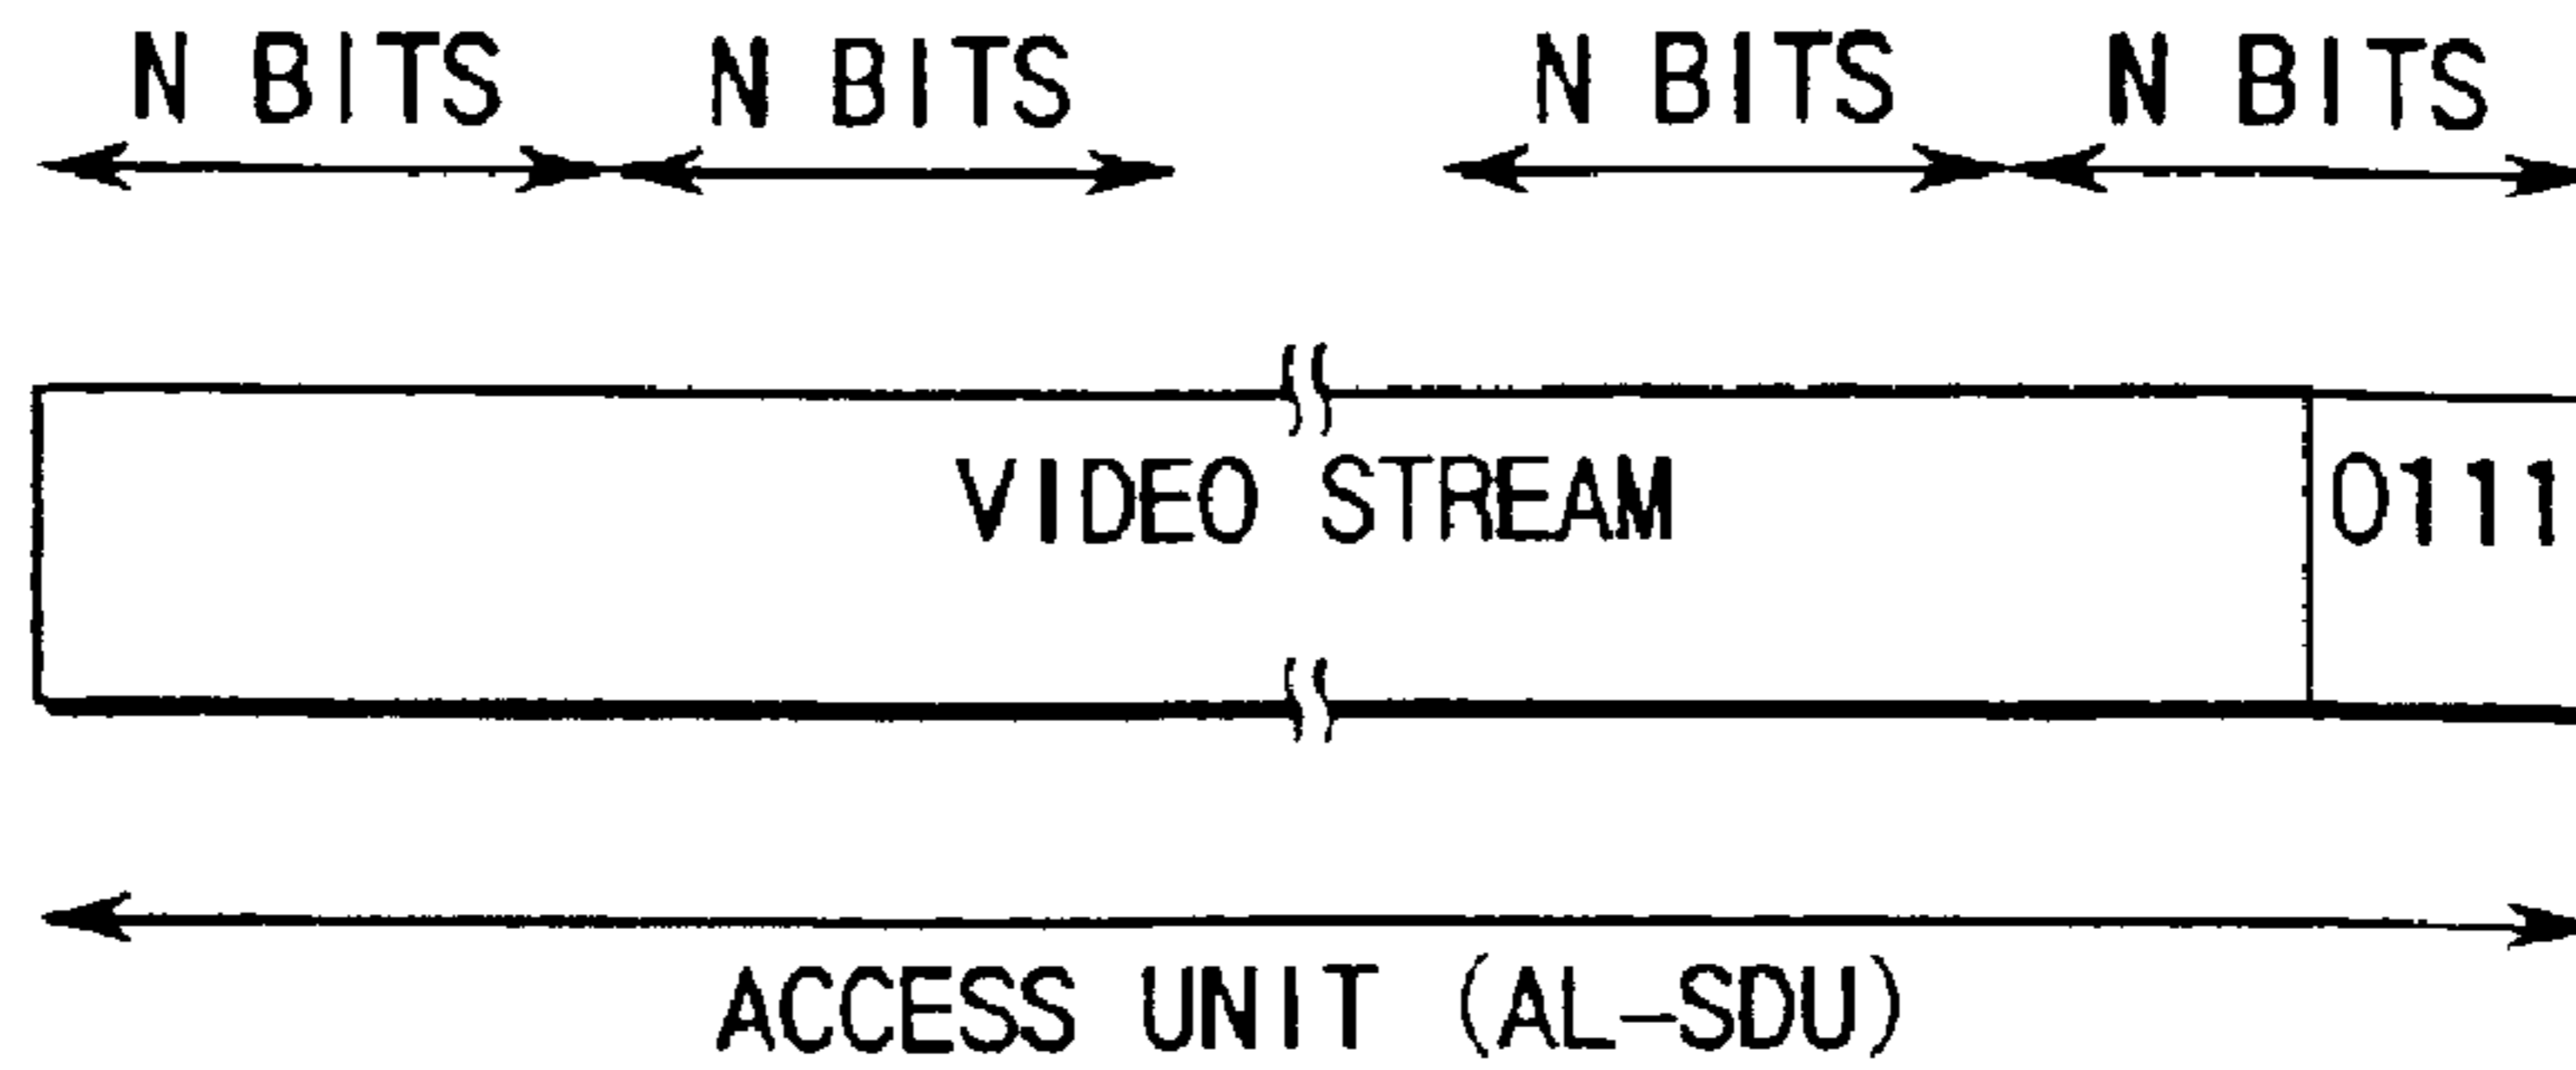 N BITS N BITS N BITS N BITS
VIDEO STREAM 0111
ACCESS UNIT (AL-SDU)